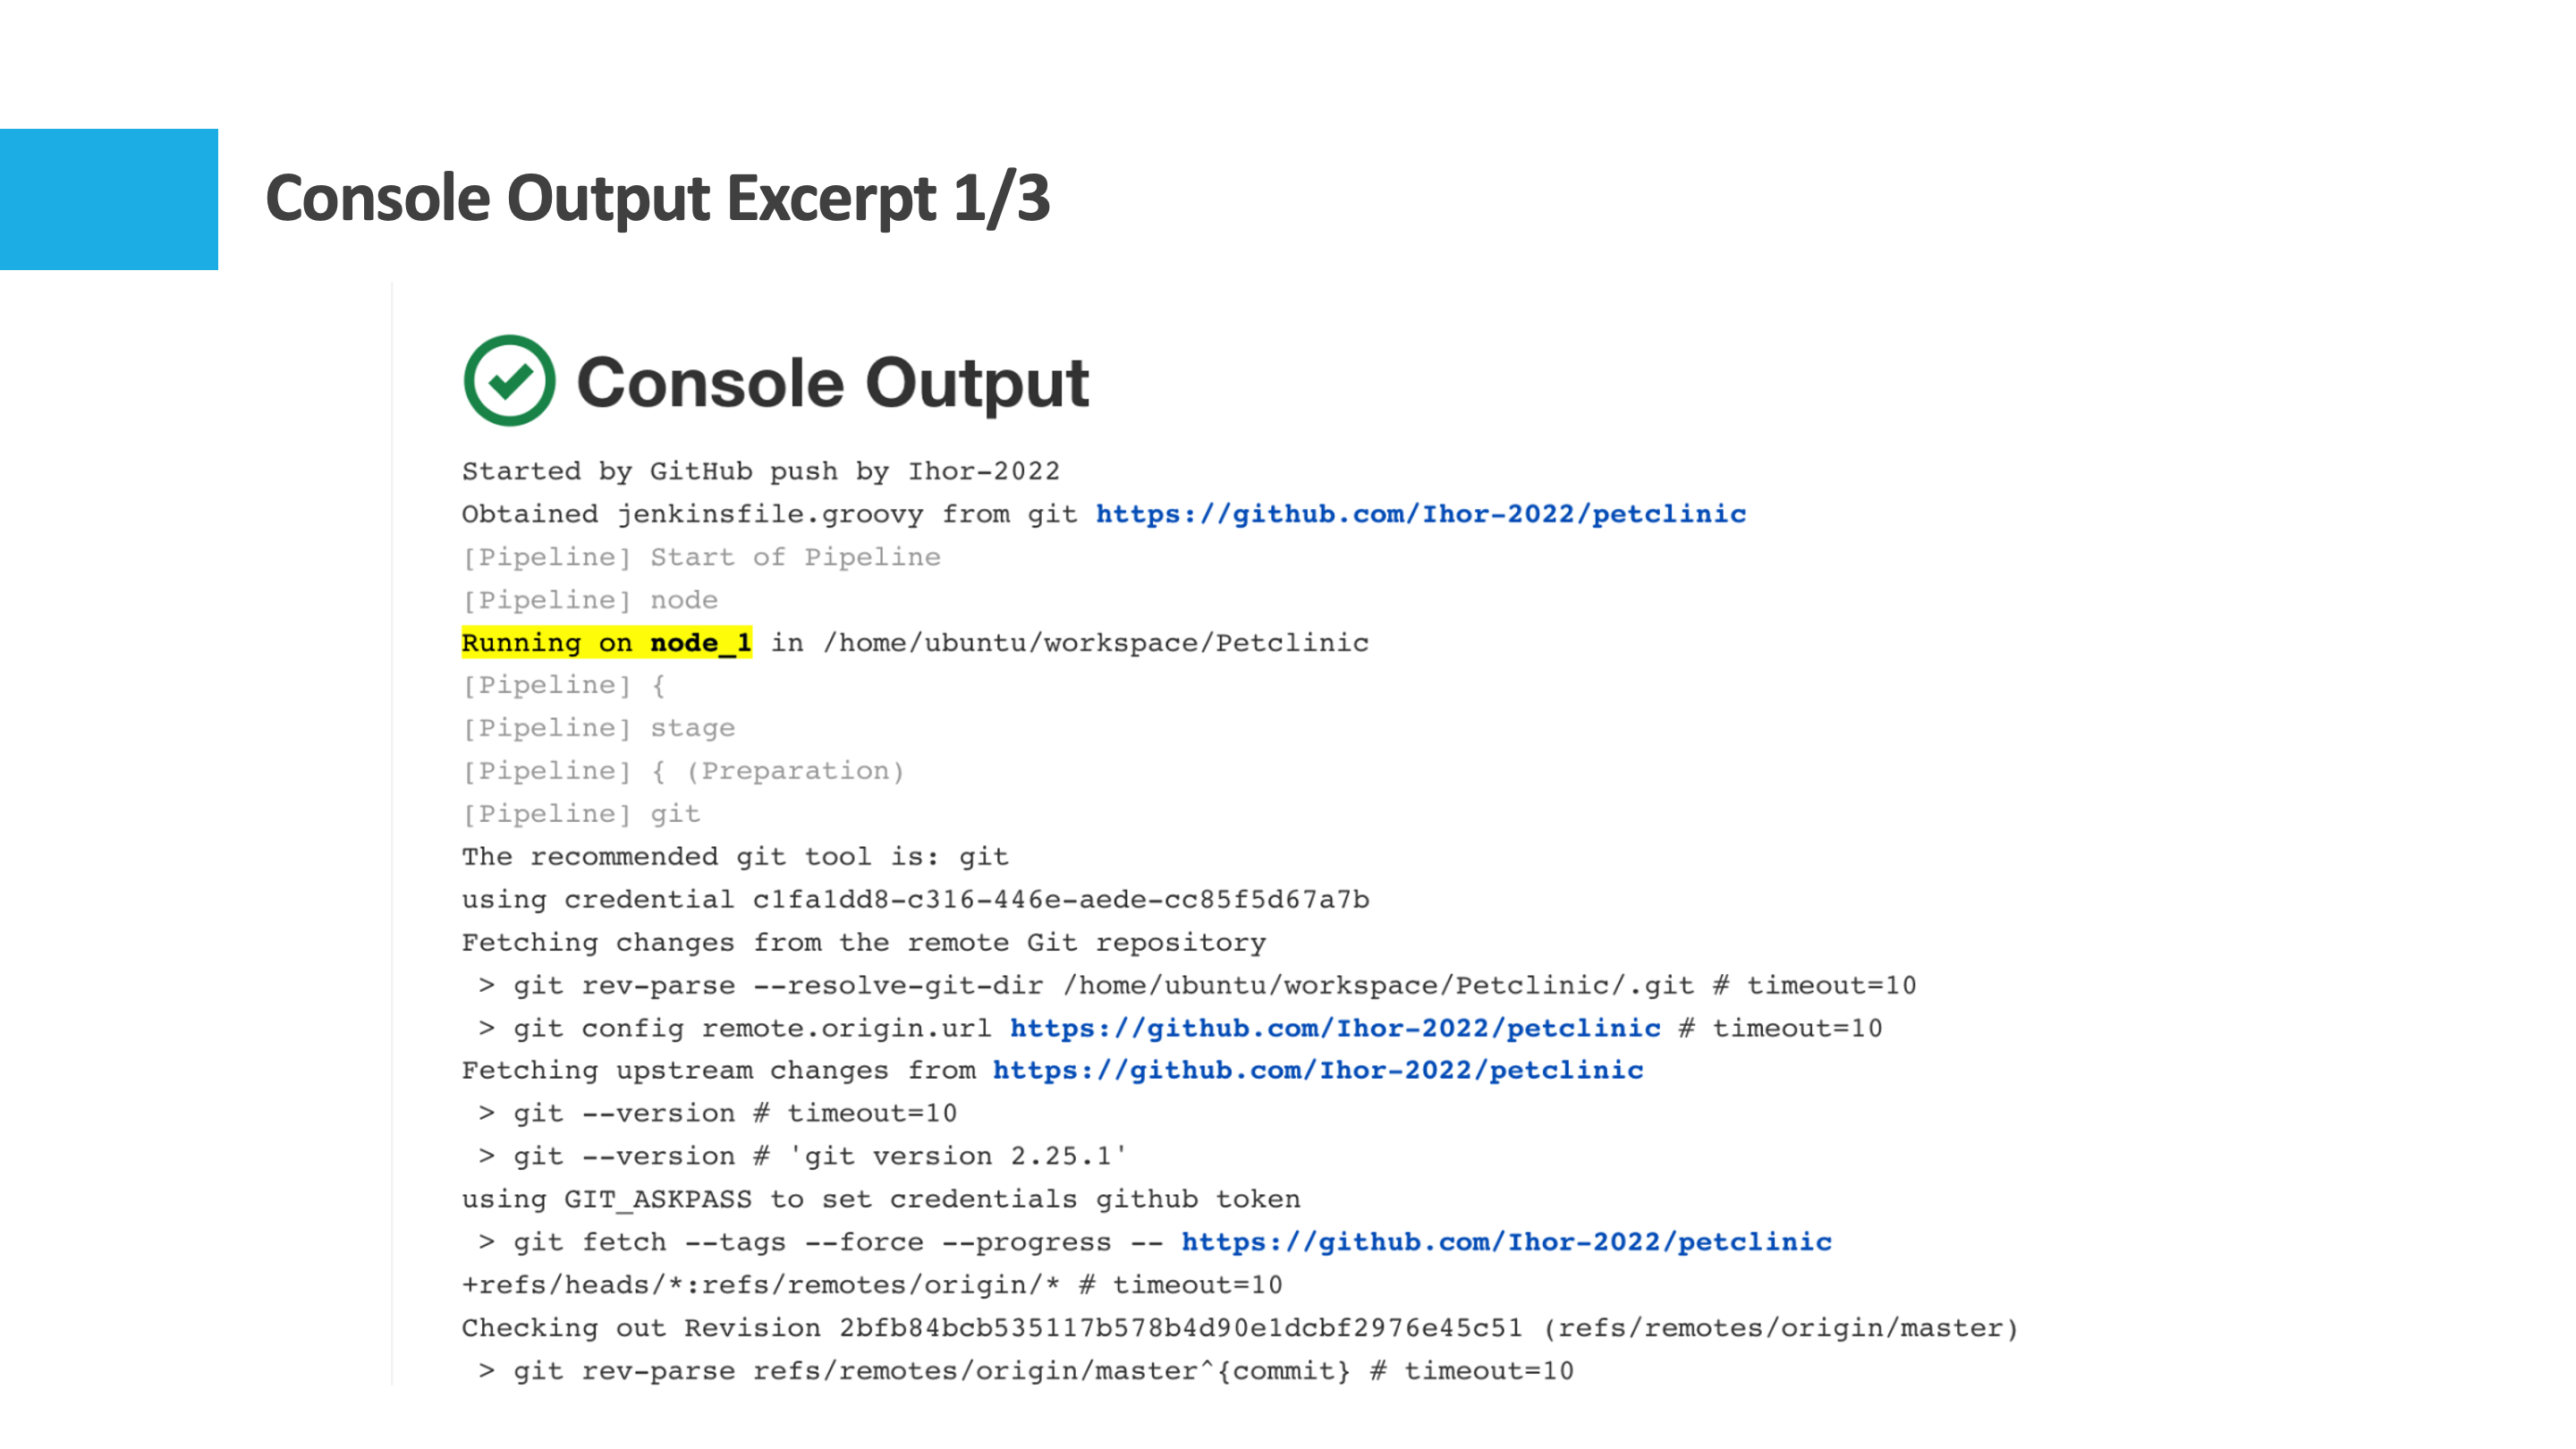 Console Output Excerpt 1/3
Console Output
Started by GitHub push by Ihor-2022
Obtained jenkinsfile.groovy from git https://github.com/Ihor-2022/petclinic
[Pipeline] Start of Pipeline
[Pipeline] node
Running on node_1 in /home/ubuntu/workspace/Petclinic
[Pipeline] {
[Pipeline] stage
[Pipeline] { (Preparation)
[Pipeline] git
The recommended git tool is: git
using credential c1fa1dd8-c316-446e-aede-cc85f5d67a7b
Fetching changes from the remote Git repository
 > git rev-parse --resolve-git-dir /home/ubuntu/workspace/Petclinic/.git # timeout=10
 > git config remote.origin.url https://github.com/Ihor-2022/petclinic # timeout=10
Fetching upstream changes from https://github.com/Ihor-2022/petclinic
 > git --version # timeout=10
 > git --version # 'git version 2.25.1'
using GIT_ASKPASS to set credentials github token
 > git fetch --tags --force --progress -- https://github.com/Ihor-2022/petclinic
+refs/heads/*:refs/remotes/origin/* # timeout=10
Checking out Revision 2bfb84bcb535117b578b4d90e1dcbf2976e45c51 (refs/remotes/origin/master)
 > git rev-parse refs/remotes/origin/master^{commit} # timeout=10